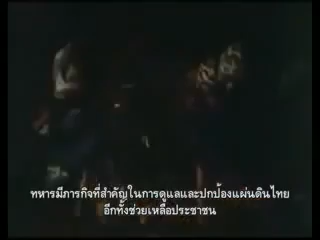 ทหารมีภารกิจที่สำคัญในการดูแลและปกป้องแผ่นดินไทย
อีกทั้งช่วยเหลือประชาชน